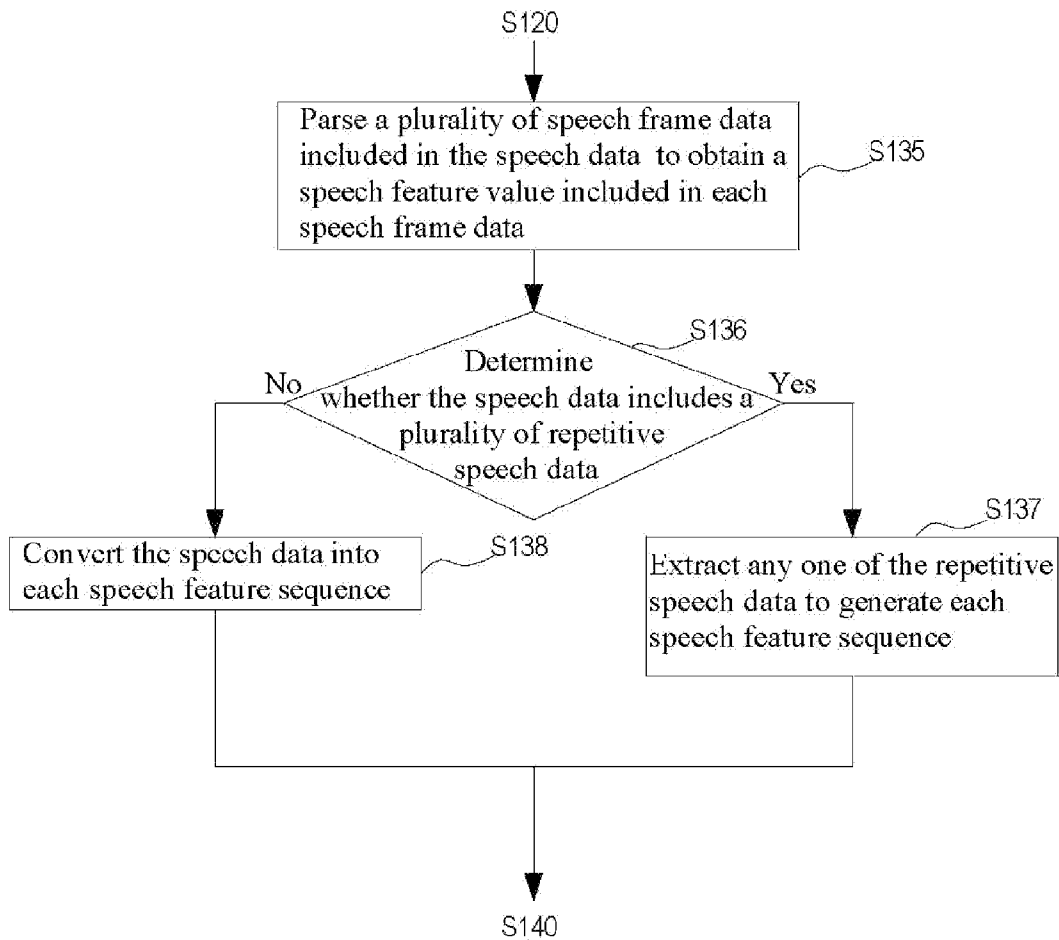 S120
Parse a plurality of speech frame data
included in the speech data to obtain a
speech feature value included in each
speech frame data
S135
S136
Determine
whether the speech data includes a
plurality of repetitive
speech data
No
Yes
S138
Convert the speech data into
each speech feature sequence
S137
Extract any one of the repetitive
speech data to generate each
speech feature sequence
S140